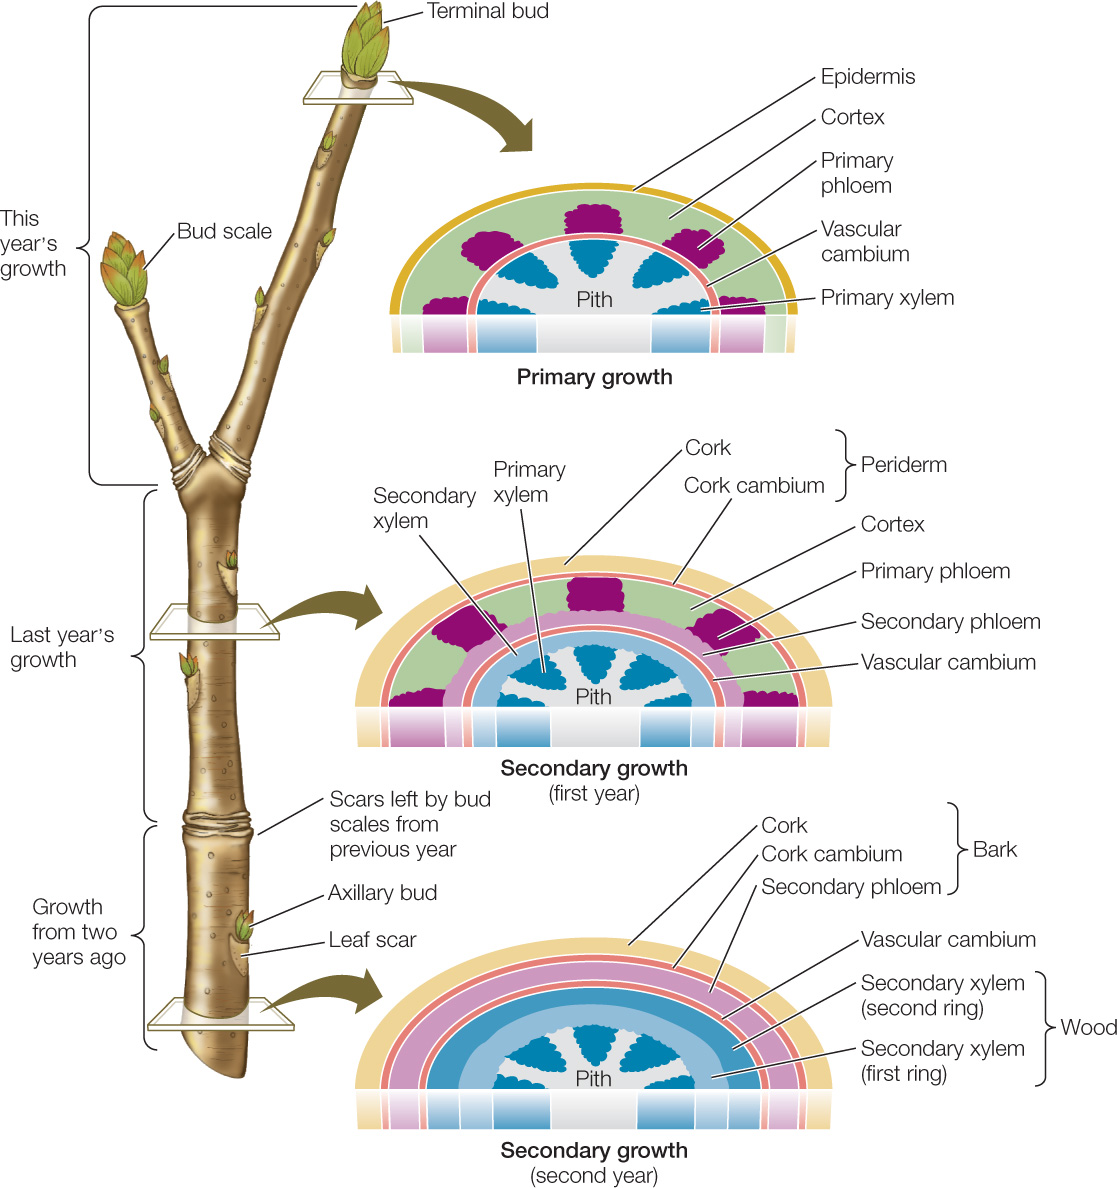 Terminal bud
Epidermis
Cortex
Primary
phloem
This
year's
growth
Bud scale
Vascular
cambium
Pith
Primary xylem
Primary growth
Cork
Periderm
Primary
xylem
Cork cambium
Secondary
xylem
Cortex
Primary phloem
Last year's
growth
Secondary phloem
Vascular cambium
Pith
Secondary growth
(first year)
Scars left by bud
scales from
previous year
Cork
Cork cambium
Bark
Secondary phloem
Axillary bud
Growth
from two
years ago
Leaf scar
Vascular cambium
Secondary xylem
(second ring)
Wood
Secondary xylem
(first ring)
Pith
Secondary growth
(second year)